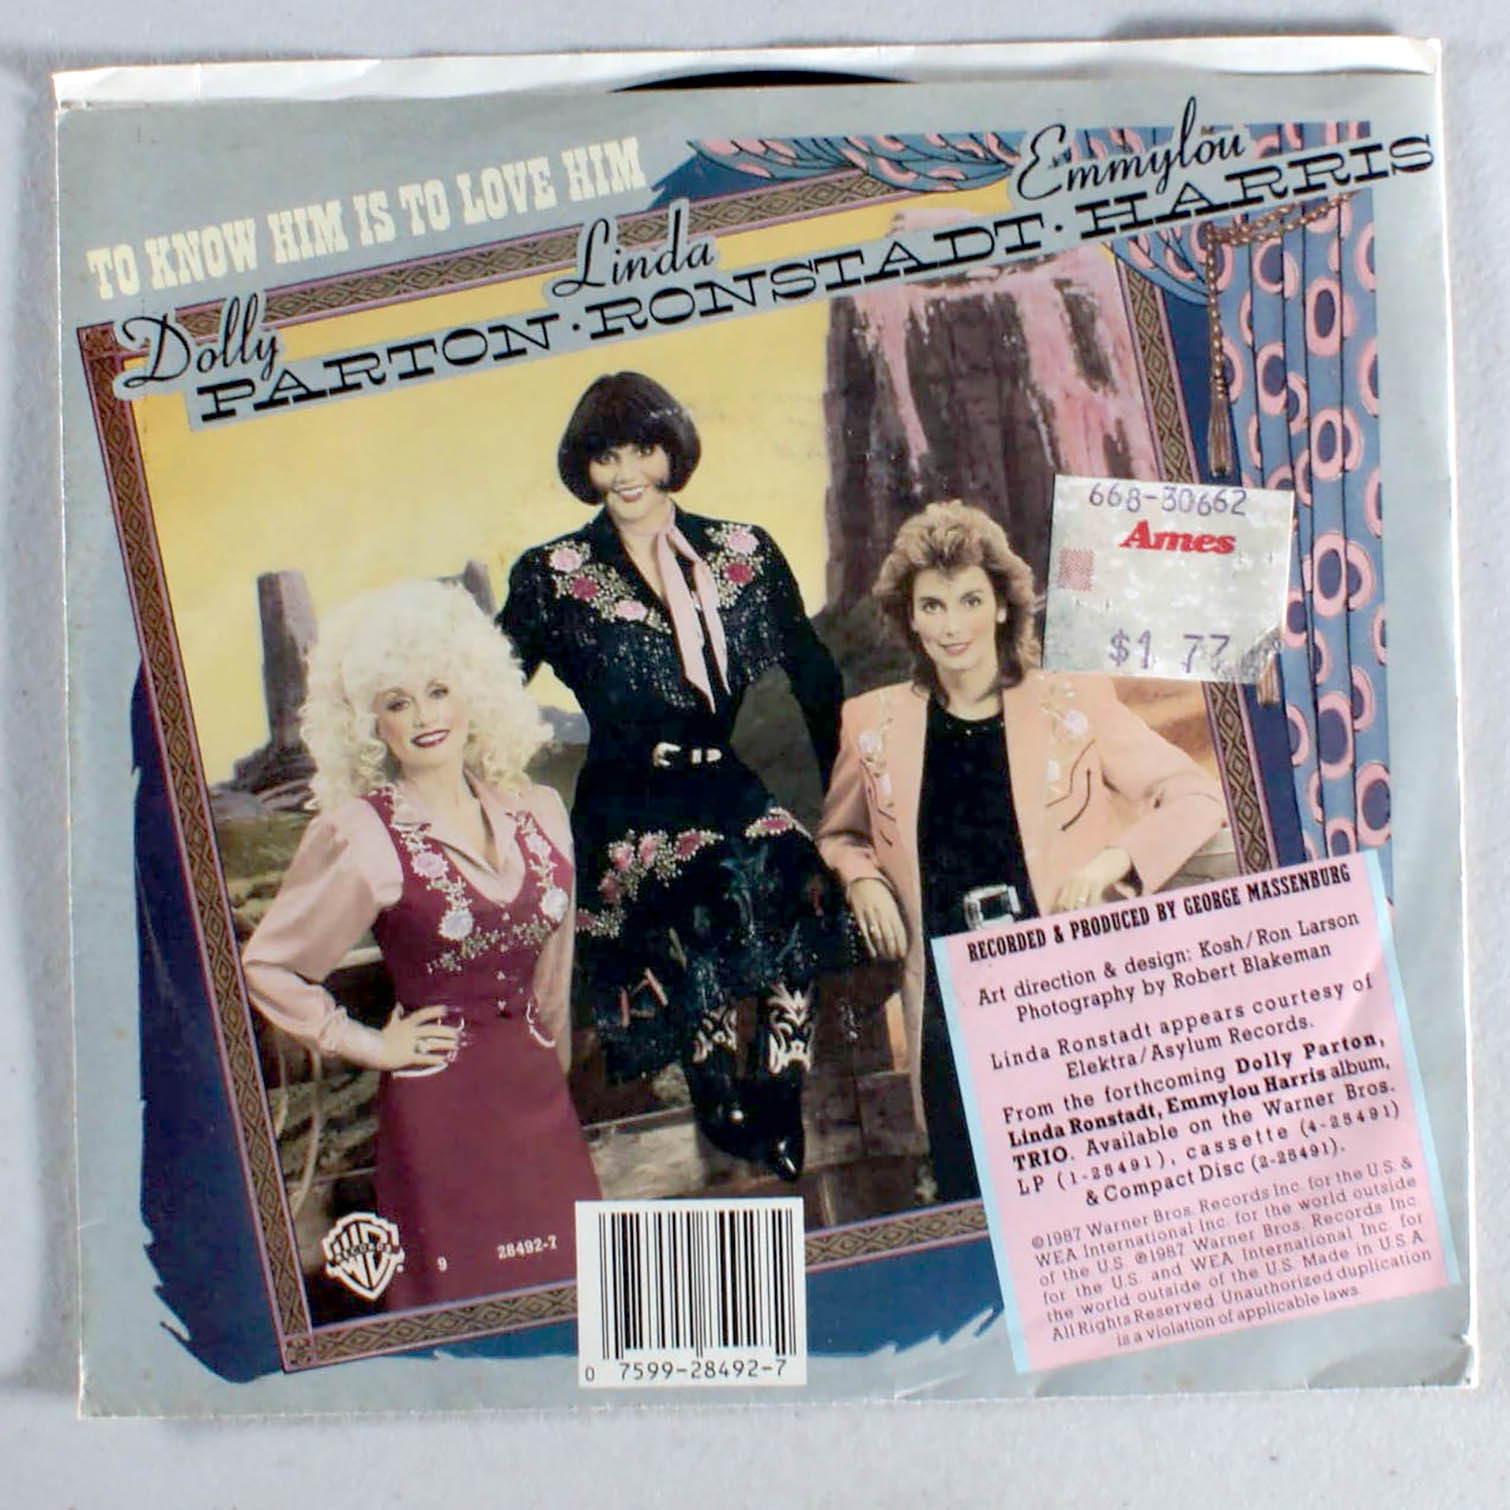 TO KNOW HIM IS TO LOVE HIM
Dolly Linda Emmylou
PARTON · RONSTADT · HARRIS
668-30662
Ames
$1 77
RECORDED & PRODUCED BY GEORGE MASSENBURG
Art direction & design: Kosh/Ron Larson
Photography by Robert Blakeman
Linda Ronstadt appears courtesy of
Elektra/Asylum Records.
From the forthcoming Dolly Parton,
Linda Ronstadt, Emmylou Harris album,
TRIO. Available on the Warner Bros.
LP (1-25491), cassette (4-25491)
& Compact Disc (2-25491).
©1987 Warner Bros. Records Inc. for the U.S. &
WEA International Inc. for the world outside
of the U.S. ℗1987 Warner Bros. Records Inc.
for the U.S. and WEA International Inc. for
the world outside of the U.S. Made in U.S.A.
All Rights Reserved Unauthorized duplication
is a violation of applicable laws.
RECORDS
9 28492-7
0 7599-28492-7